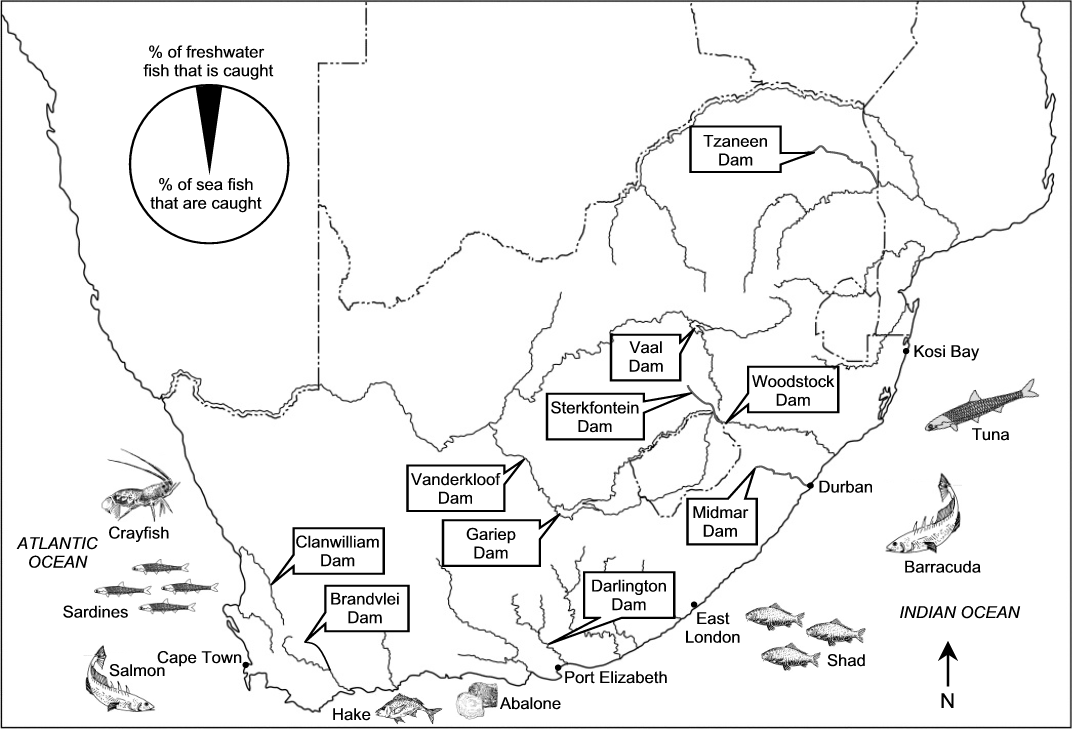 % of freshwater
fish that is caught
% of sea fish
that are caught
Tzaneen
Dam
Vaal
Dam
Kosi Bay
Woodstock
Dam
Sterkfontein
Dam
Tuna
Vanderkloof
Dam
Durban
Midmar
Dam
Gariep
Dam
Crayfish
ATLANTIC
OCEAN
Clanwilliam
Dam
Barracuda
Darlington
Dam
Brandvlei
Dam
Sardines
INDIAN OCEAN
East
London
Cape Town
Salmon
Shad
Port Elizabeth
Abalone
Hake
N